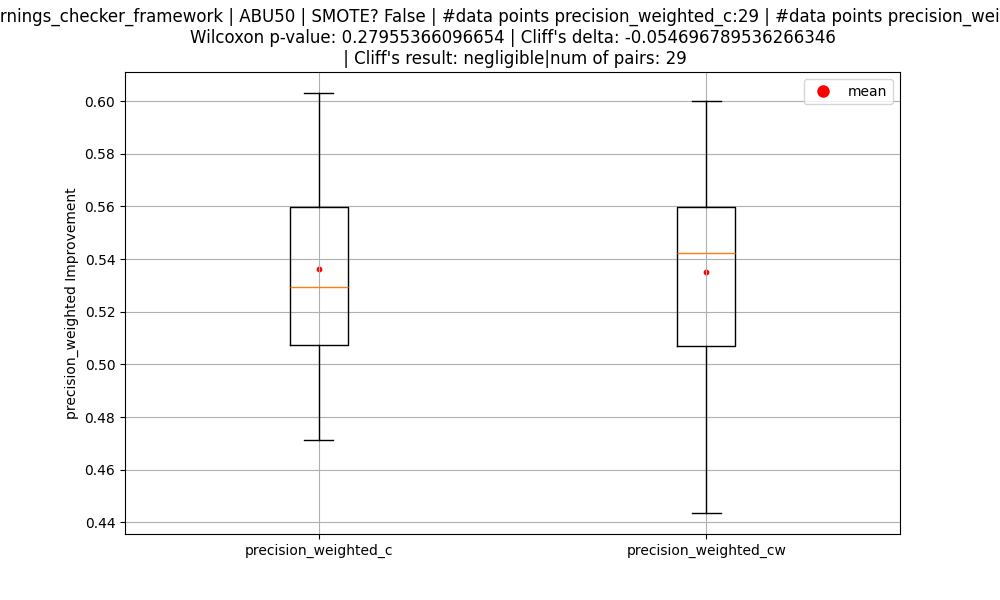 rnings_checker_framework | ABU50 | SMOTE? False | #data points precision_weighted_c:29 | #data points precision_wei
Wilcoxon p-value: 0.27955366096654 | Cliff's delta: -0.054696789536266346
| Cliff's result: negligible|num of pairs: 29
mean
0.60
0.58
0.56
0.54
0.52
0.50
0.48
0.46
0.44
precision_weighted Improvement
precision_weighted_c
precision_weighted_cw